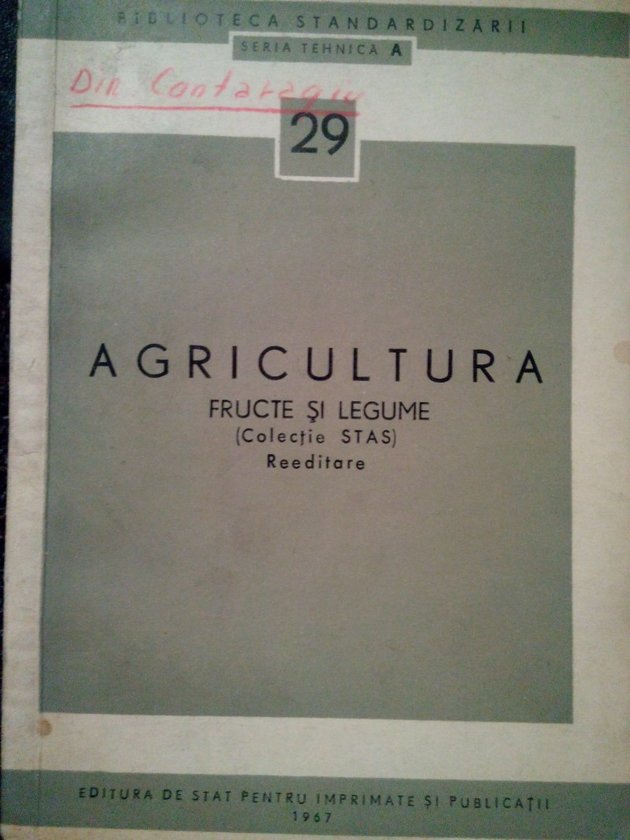 BIBLIOTECA STANDARDIZĂRII
SERIA TEHNICĂ A
Din Contaragiu
29
AGRICULTURA
FRUCTE ŞI LEGUME
(Colecţie STAS)
Reeditare
EDITURA DE STAT PENTRU IMPRIMATE ŞI PUBLICAŢII
1967